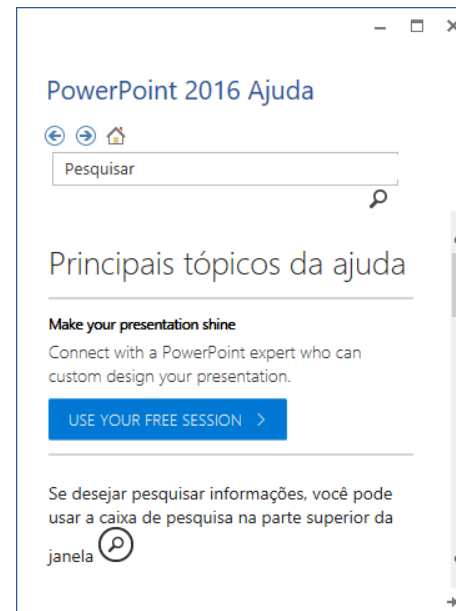 PowerPoint 2016 Ajuda
Pesquisar
Principais tópicos da ajuda
Make your presentation shine
Connect with a PowerPoint expert who can
custom design your presentation.
USE YOUR FREE SESSION >
Se desejar pesquisar informações, você pode
usar a caixa de pesquisa na parte superior da
janela